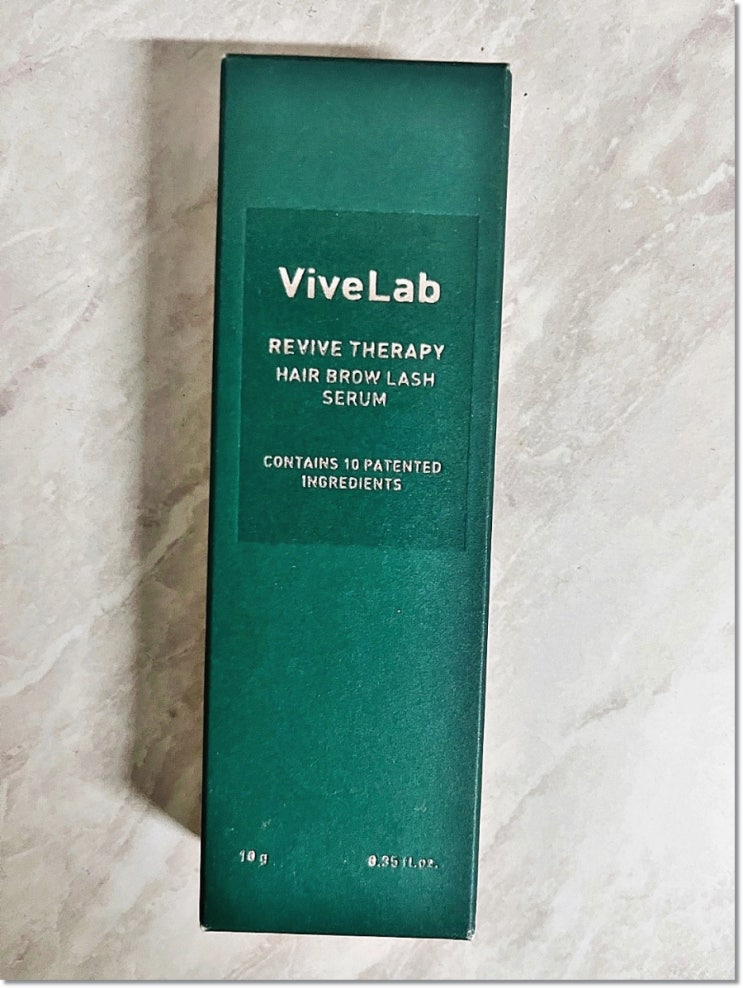 ViveLab
REVIVE THERAPY
HAIR BROW LASH
SERUM
CONTAINS 10 PATENTED
INGREDIENTS
10 g
0.35 fl.oz.